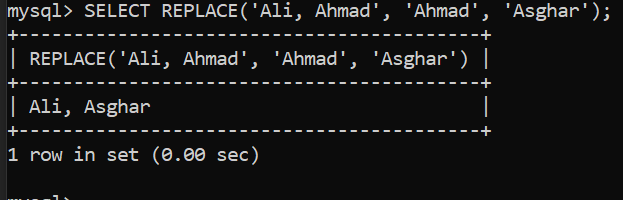 mysql> SELECT REPLACE('Ali, Ahmad', 'Ahmad', 'Asghar');
+------------------------------------------+
| REPLACE('Ali, Ahmad', 'Ahmad', 'Asghar') |
+------------------------------------------+
| Ali, Asghar                              |
+------------------------------------------+
1 row in set (0.00 sec)
mysql>